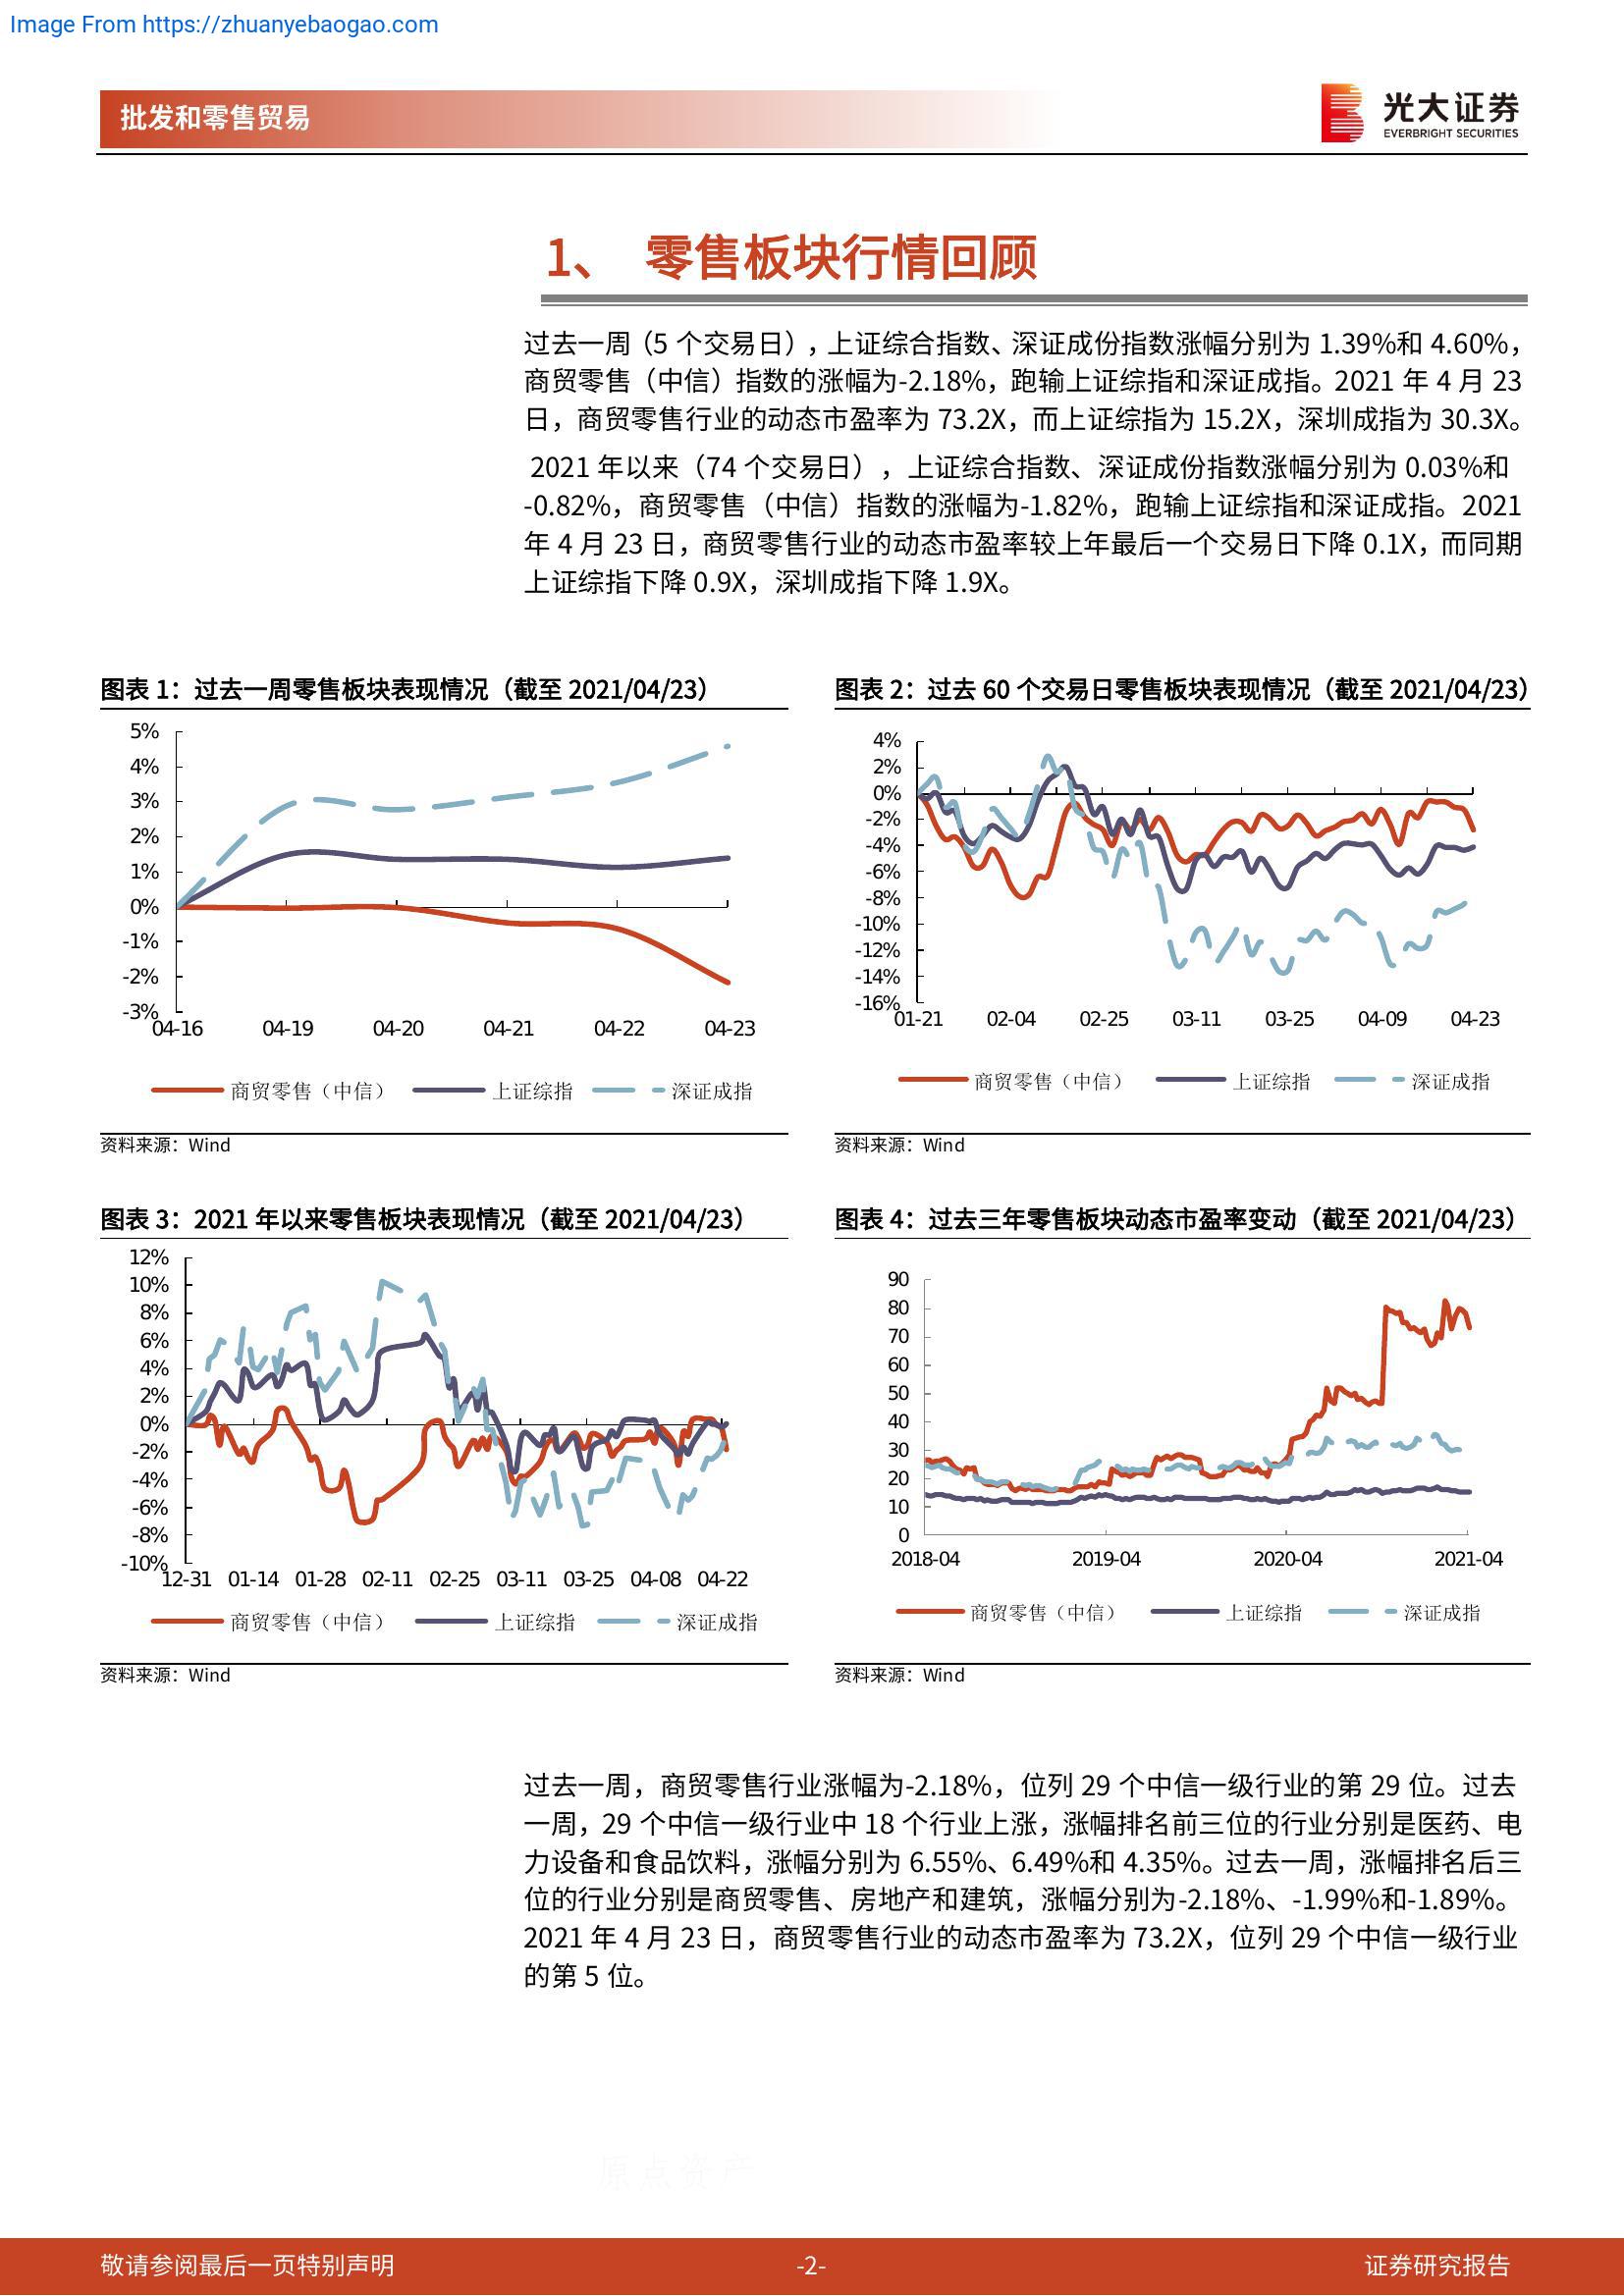 Image From https://zhuanyebaogao.com
批发和零售贸易
光大证券
EVERBRIGHT SECURITIES
1、 零售板块行情回顾
过去一周（5 个交易日），上证综合指数、深证成份指数涨幅分别为 1.39%和 4.60%，
商贸零售（中信）指数的涨幅为-2.18%，跑输上证综指和深证成指。2021 年 4 月 23
日，商贸零售行业的动态市盈率为 73.2X，而上证综指为 15.2X，深圳成指为 30.3X。
2021 年以来（74 个交易日），上证综合指数、深证成份指数涨幅分别为 0.03%和
-0.82%，商贸零售（中信）指数的涨幅为-1.82%，跑输上证综指和深证成指。2021
年 4 月 23 日，商贸零售行业的动态市盈率较上年最后一个交易日下降 0.1X，而同期
上证综指下降 0.9X，深圳成指下降 1.9X。
图表 1：过去一周零售板块表现情况（截至 2021/04/23）
5%
4%
3%
2%
1%
0%
-1%
-2%
-3%
04-16 04-19 04-20 04-21 04-22 04-23
商贸零售（中信） 上证综指 深证成指
资料来源：Wind
图表 2：过去 60 个交易日零售板块表现情况（截至 2021/04/23）
4%
2%
0%
-2%
-4%
-6%
-8%
-10%
-12%
-14%
-16%
01-21 02-04 02-25 03-11 03-25 04-09 04-23
商贸零售（中信） 上证综指 深证成指
资料来源：Wind
图表 3：2021 年以来零售板块表现情况（截至 2021/04/23）
12%
10%
8%
6%
4%
2%
0%
-2%
-4%
-6%
-8%
-10%
12-31 01-14 01-28 02-11 02-25 03-11 03-25 04-08 04-22
商贸零售（中信） 上证综指 深证成指
资料来源：Wind
图表 4：过去三年零售板块动态市盈率变动（截至 2021/04/23）
90
80
70
60
50
40
30
20
10
0
2018-04 2019-04 2020-04 2021-04
商贸零售（中信） 上证综指 深证成指
资料来源：Wind
过去一周，商贸零售行业涨幅为-2.18%，位列 29 个中信一级行业的第 29 位。过去
一周，29 个中信一级行业中 18 个行业上涨，涨幅排名前三位的行业分别是医药、电
力设备和食品饮料，涨幅分别为 6.55%、6.49%和 4.35%。过去一周，涨幅排名后三
位的行业分别是商贸零售、房地产和建筑，涨幅分别为-2.18%、-1.99%和-1.89%。
2021 年 4 月 23 日，商贸零售行业的动态市盈率为 73.2X，位列 29 个中信一级行业
的第 5 位。
原点资产
敬请参阅最后一页特别声明
-2-
证券研究报告